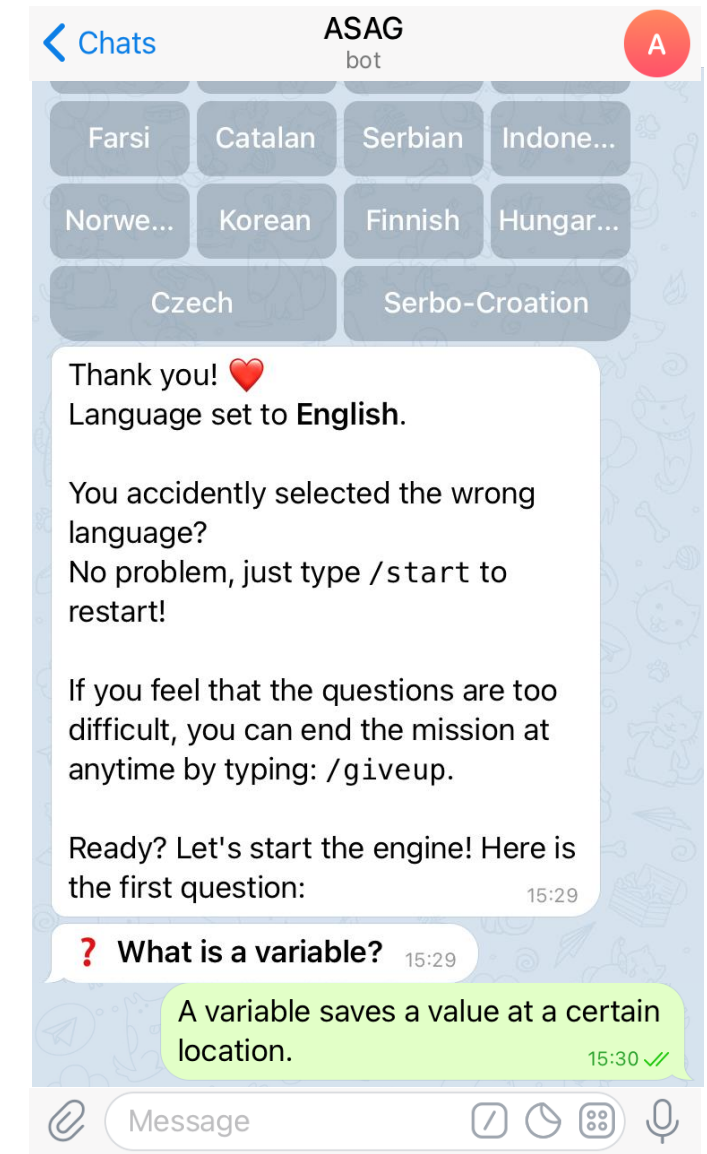 Chats
ASAG
bot
A
Farsi Catalan Serbian Indone...
Norwe... Korean Finnish Hungar...
Czech Serbo-Croation
Thank you! ❤️
Language set to English.
You accidently selected the wrong
language?
No problem, just type /start to
restart!
If you feel that the questions are too
difficult, you can end the mission at
anytime by typing: /giveup.
Ready? Let's start the engine! Here is
the first question:
15:29
❓ What is a variable? 15:29
A variable saves a value at a certain
location.
15:30
Message